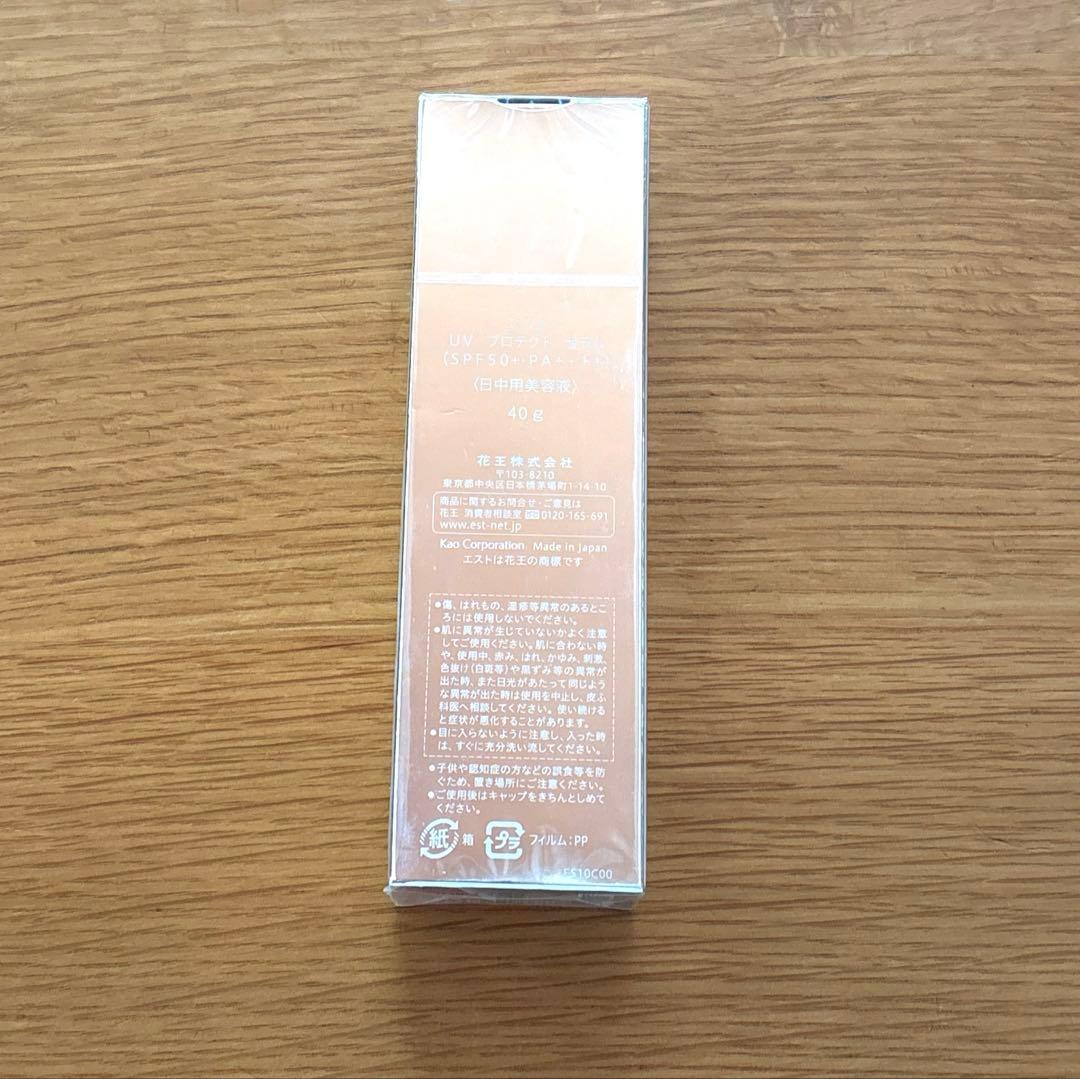 UV プロテクト
(SPF50+・PA++++)
〈日中用美容液〉
40g
花王株式会社
〒103-8210
東京都中央区日本橋茅場町1-14-10
商品に関するお問合せ・ご意見は
花王 消費者相談室 0120-165-691
www.est-net.jp
Kao Corporation Made in Japan
エストは花王の商標です
●傷、はれもの、湿疹等異常のあるとこ
ろには使用しないでください。
●肌に異常が生じていないかよく注意
してご使用ください。肌に合わない時
や、使用中、赤み、はれ、かゆみ、刺激、
色抜け(白斑等)や黒ずみ等の異常が
出た時、また日光があたって同じよう
な異常が出た時は使用を中止し、皮ふ
科医へ相談してください。使い続ける
と症状が悪化することがあります。
●目に入らないように注意し、入った時
は、すぐに充分洗い流してください。
●子供や認知症の方などの誤食等を防
ぐため、置き場所にご注意ください。
●ご使用後はキャップをきちんとしめて
ください。
紙 箱 プラ フィルム:PP